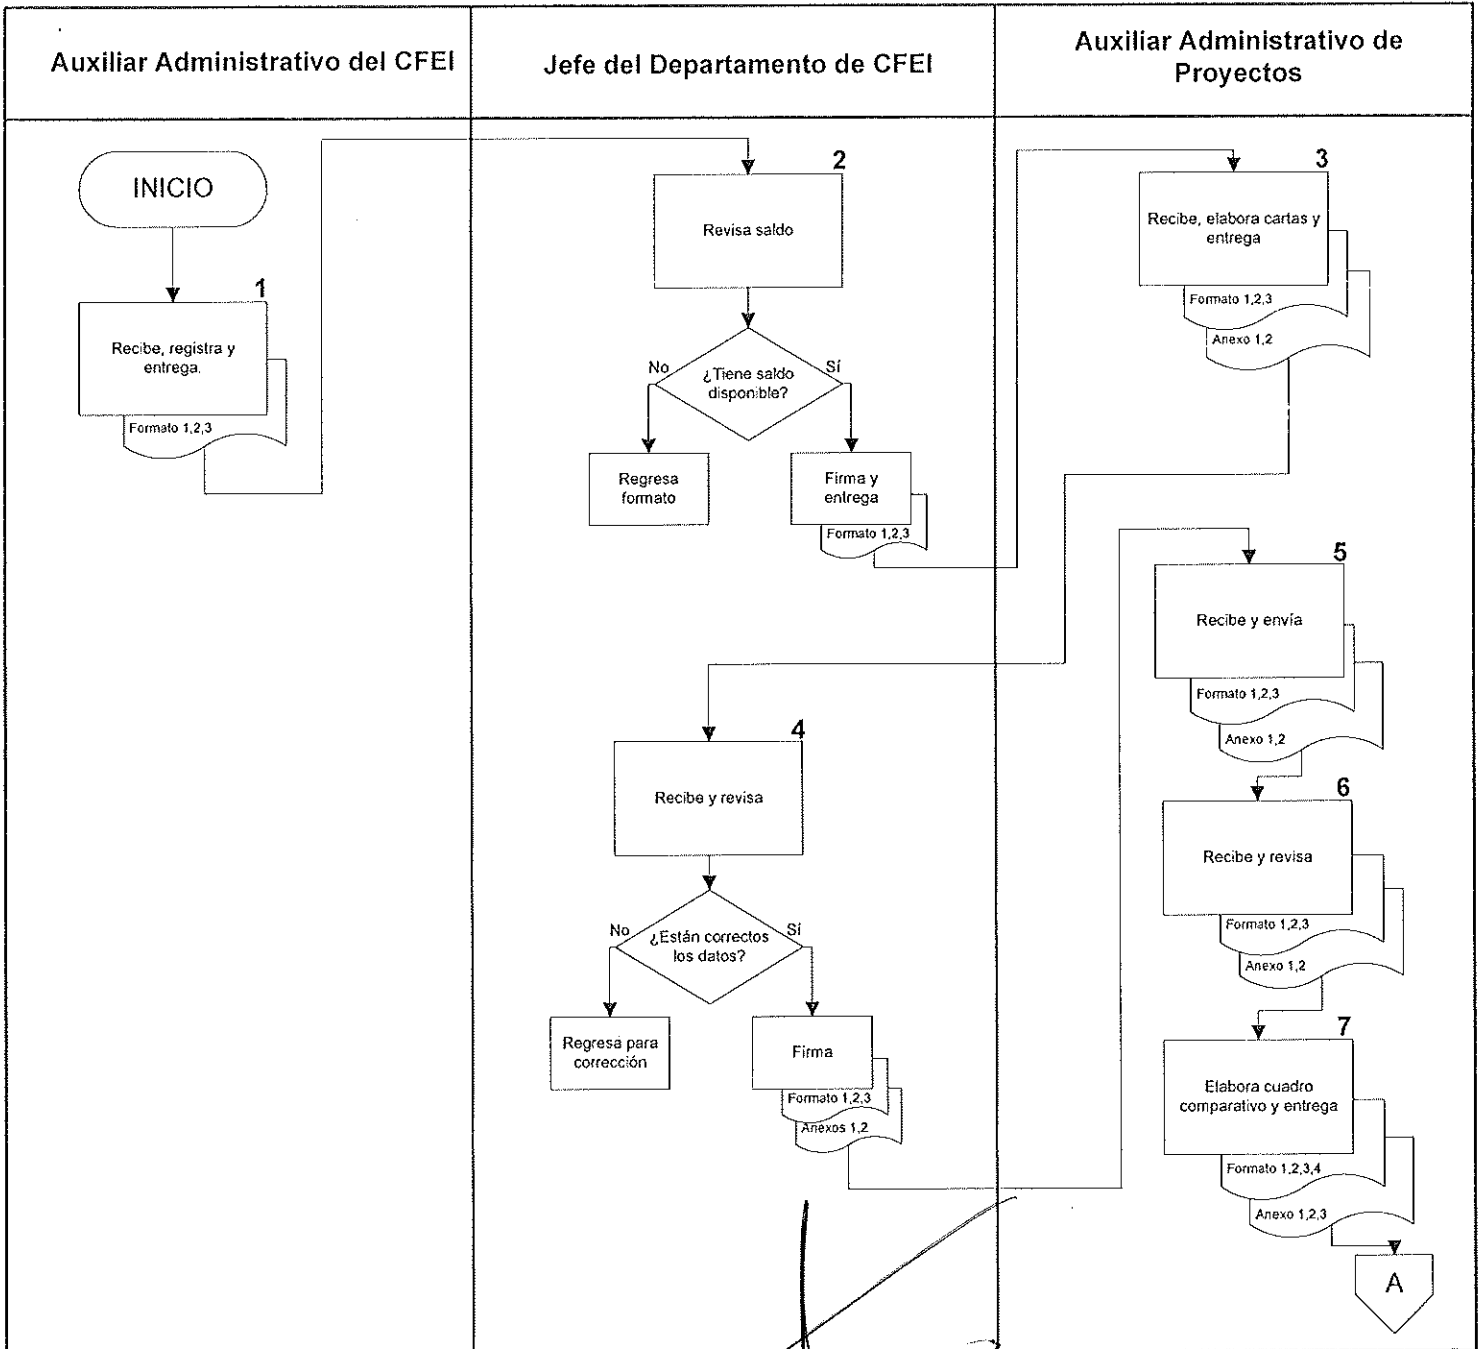 Auxiliar Administrativo del CFEI
Jefe del Departamento de CFEI
Auxiliar Administrativo de
Proyectos
INICIO
1
Recibe, registra y
entrega.
Formato 1,2,3
2
Revisa saldo
¿Tiene saldo
disponible?
No
Sí
Regresa
formato
Firma y
entrega
Formato 1,2,3
3
Recibe, elabora cartas y
entrega
Formato 1,2,3
Anexo 1,2
4
Recibe y revisa
¿Están correctos
los datos?
No
Sí
Regresa para
corrección
Firma
Formato 1,2,3
Anexos 1,2
5
Recibe y envía
Formato 1,2,3
Anexo 1,2
6
Recibe y revisa
Formato 1,2,3
Anexo 1,2
7
Elabora cuadro
comparativo y entrega
Formato 1,2,3,4
Anexo 1,2,3
A